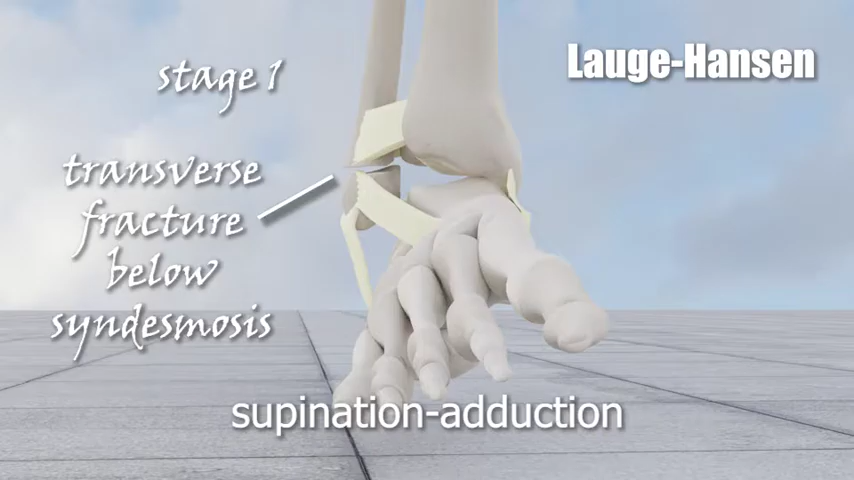 Lauge-Hansen
stage 1
transverse
fracture
below
syndesmosis
supination-adduction